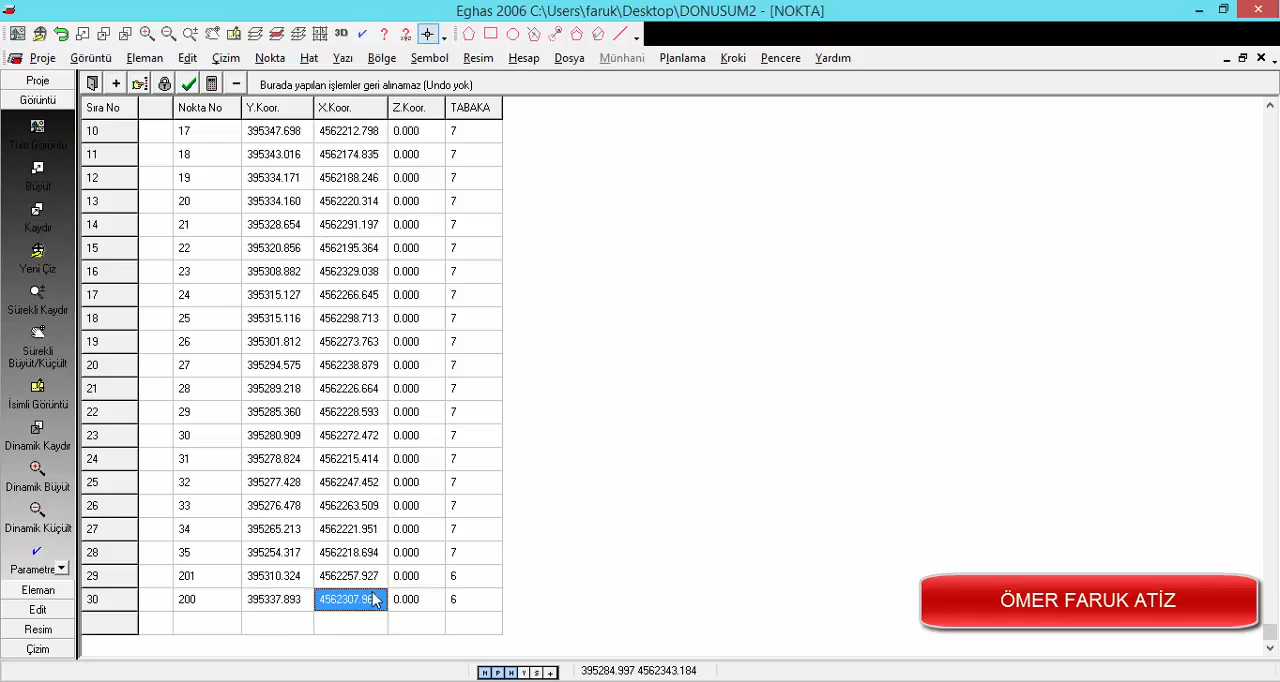 Eghas 2006 C:\Users\faruk\Desktop\DONUSUM2 - [NOKTA]
3D
Proje Görüntü Eleman Edit Çizim Nokta Hat Yazı Bölge Sembol Resim Hesap Dosya Münhani Planlama Kroki Pencere Yardım
Burada yapılan işlemler geri alınamaz (Undo yok)
Proje
Görüntü
Tüm Görüntü
Büyüt
Kaydır
Yeni Çiz
Sürekli Kaydır
Sürekli
Büyüt/Küçült
İsimli Görüntü
Dinamik Kaydır
Dinamik Büyüt
Dinamik Küçült
Parametre
Eleman
Edit
Resim
Çizim
Sıra No Nokta No Y.Koor. X.Koor. Z.Koor. TABAKA
10 17 395347.698 4562212.798 0.000 7
11 18 395343.016 4562174.835 0.000 7
12 19 395334.171 4562188.246 0.000 7
13 20 395334.160 4562220.314 0.000 7
14 21 395328.654 4562291.197 0.000 7
15 22 395320.856 4562195.364 0.000 7
16 23 395308.882 4562329.038 0.000 7
17 24 395315.127 4562266.645 0.000 7
18 25 395315.116 4562298.713 0.000 7
19 26 395301.812 4562273.763 0.000 7
20 27 395294.575 4562238.879 0.000 7
21 28 395289.218 4562226.664 0.000 7
22 29 395285.360 4562228.593 0.000 7
23 30 395280.909 4562272.472 0.000 7
24 31 395278.824 4562215.414 0.000 7
25 32 395277.428 4562247.452 0.000 7
26 33 395276.478 4562263.509 0.000 7
27 34 395265.213 4562221.951 0.000 7
28 35 395254.317 4562218.694 0.000 7
29 201 395310.324 4562257.927 0.000 6
30 200 395337.893 0.000 6
ÖMER FARUK ATİZ
N P H Y S +
395284.997 4562343.184